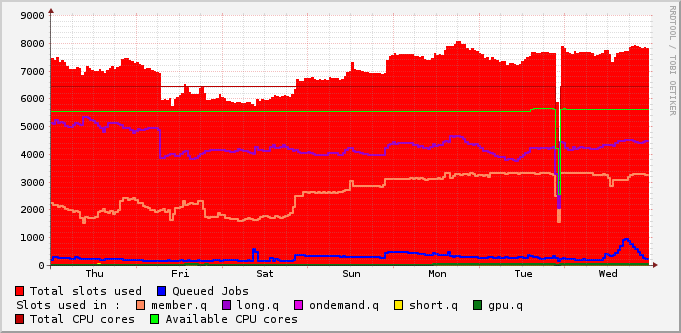 9000
8000
7000
6000
5000
4000
3000
2000
1000
0
Thu Fri Sat Sun Mon Tue Wed
RRDTOOL / TOBI OETIKER
Total slots used Queued Jobs
Slots used in : member.q long.q ondemand.q short.q gpu.q
Total CPU cores Available CPU cores